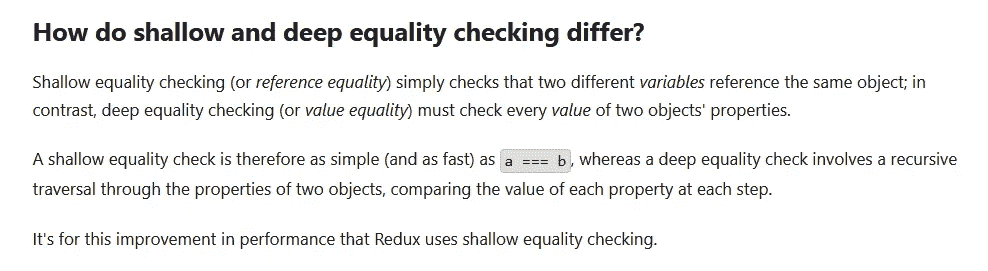 How do shallow and deep equality checking differ?
Shallow equality checking (or reference equality) simply checks that two different variables reference the same object; in
contrast, deep equality checking (or value equality) must check every value of two objects' properties.
A shallow equality check is therefore as simple (and as fast) as a === b, whereas a deep equality check involves a recursive
traversal through the properties of two objects, comparing the value of each property at each step.
It's for this improvement in performance that Redux uses shallow equality checking.